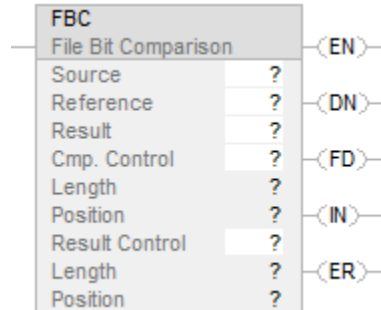 FBC
File Bit Comparison (EN)
Source ?
Reference ? (DN)
Result ?
Cmp. Control ? (FD)
Length ?
Position ? (IN)
Result Control ?
Length ? (ER)
Position ?